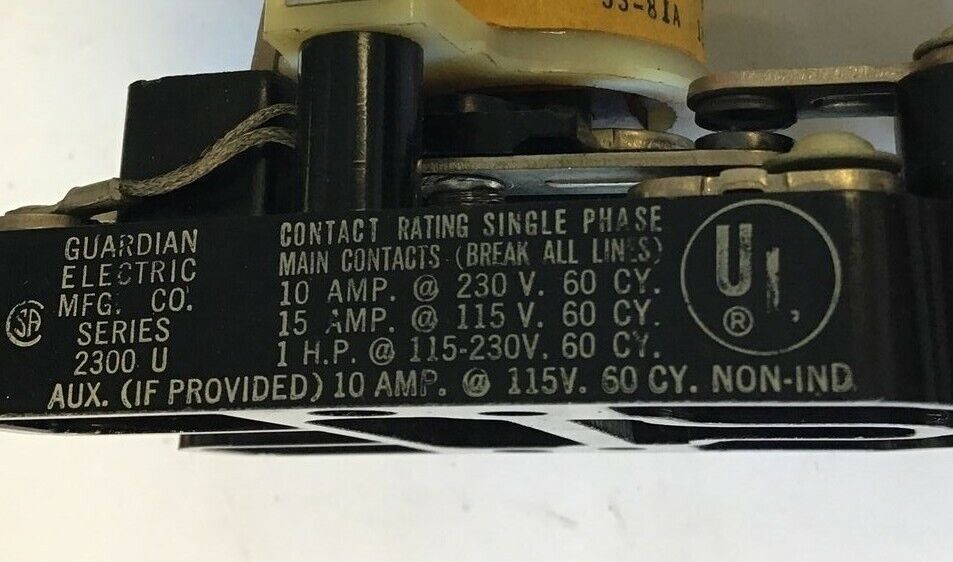 53-81A
GUARDIAN
ELECTRIC
MFG. CO.
SERIES
2300 U
SA
CONTACT RATING SINGLE PHASE
MAIN CONTACTS (BREAK ALL LINES)
10 AMP. @ 230 V. 60 CY.
15 AMP. @ 115 V. 60 CY.
1 H.P. @ 115-230V. 60 CY.
AUX. (IF PROVIDED) 10 AMP. @ 115V. 60 CY. NON-IND.
U
®